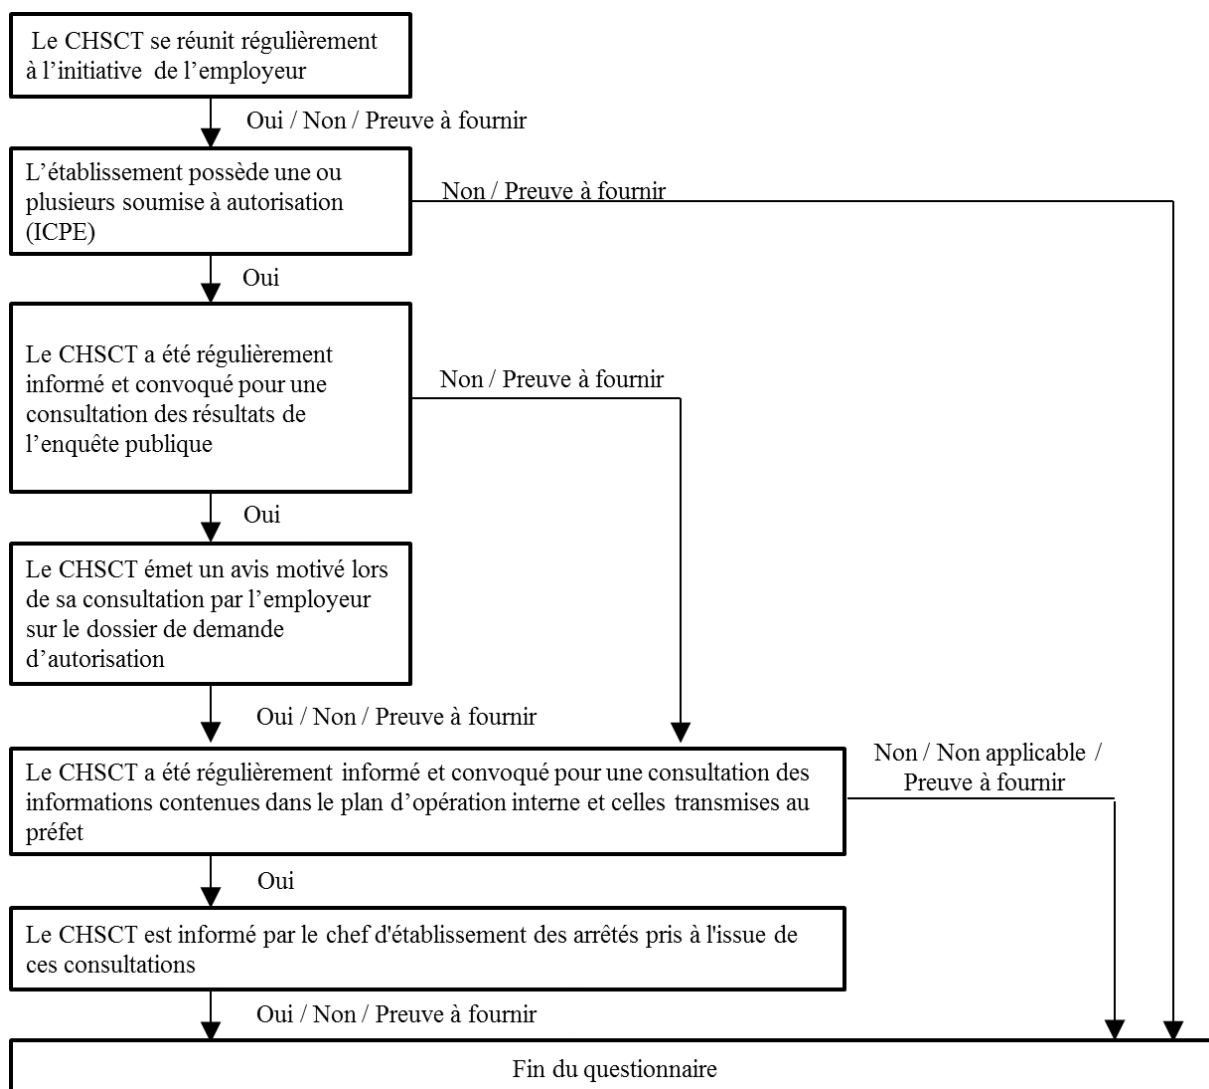 Le CHSCT se réunit régulièrement
à l’initiative de l’employeur
Oui / Non / Preuve à fournir
L’établissement possède une ou
plusieurs soumise à autorisation
(ICPE)
Non / Preuve à fournir
Oui
Le CHSCT a été régulièrement
informé et convoqué pour une
consultation des résultats de
l’enquête publique
Non / Preuve à fournir
Oui
Le CHSCT émet un avis motivé lors
de sa consultation par l’employeur
sur le dossier de demande
d’autorisation
Oui / Non / Preuve à fournir
Le CHSCT a été régulièrement informé et convoqué pour une consultation des
informations contenues dans le plan d’opération interne et celles transmises au
préfet
Non / Non applicable /
Preuve à fournir
Oui
Le CHSCT est informé par le chef d'établissement des arrêtés pris à l'issue de
ces consultations
Oui / Non / Preuve à fournir
Fin du questionnaire